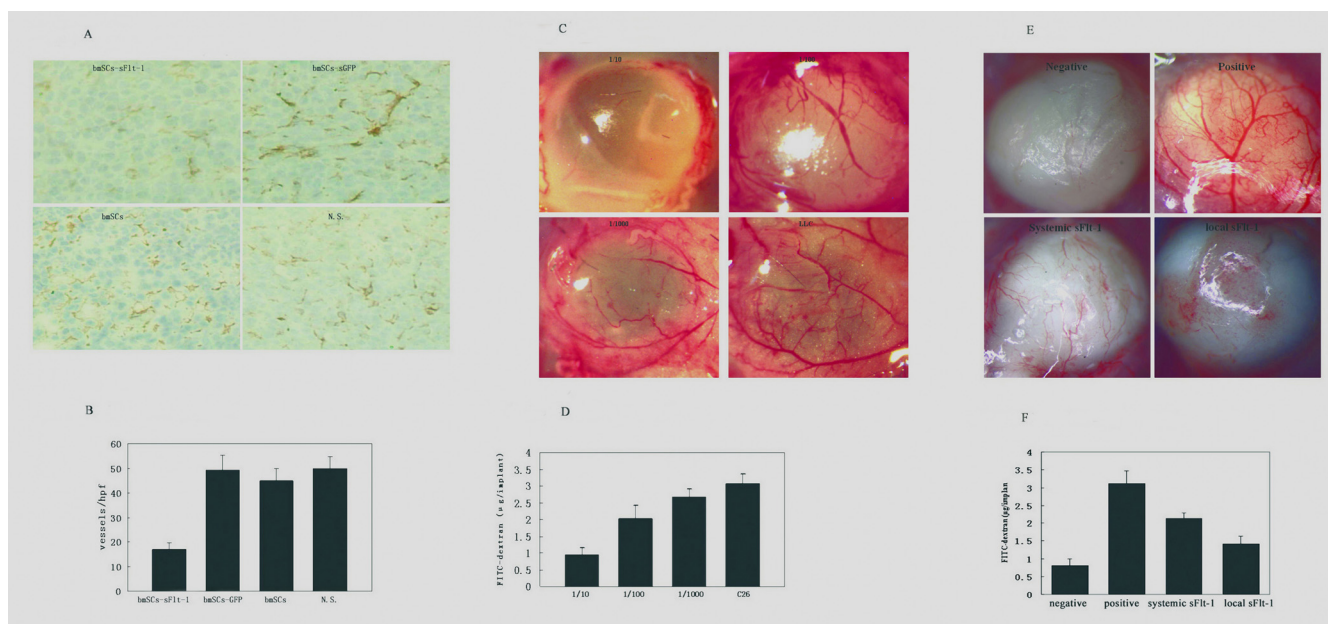 A
bmSCs-sFlt-1
bmSCs-sGFP
bmSCs
N.S.
B
vessels/hpf
60
50
40
30
20
10
0
bmSCs-sFlt-1
bmSCs-GFP
bmSCs
N.S.
C
1/10
1/100
1/1000
D
FITC-dextran (μg/implant)
4
3.5
3
2.5
2
1.5
1
0.5
0
1/10
1/100
1/1000
C26
E
Negative
Positive
Systemic sFlt-1
local sFlt-1
F
FITC-dextran(μg/implan
4
3.5
3
2.5
2
1.5
1
0.5
0
negative
positive
systemic sFlt-1
local sFlt-1